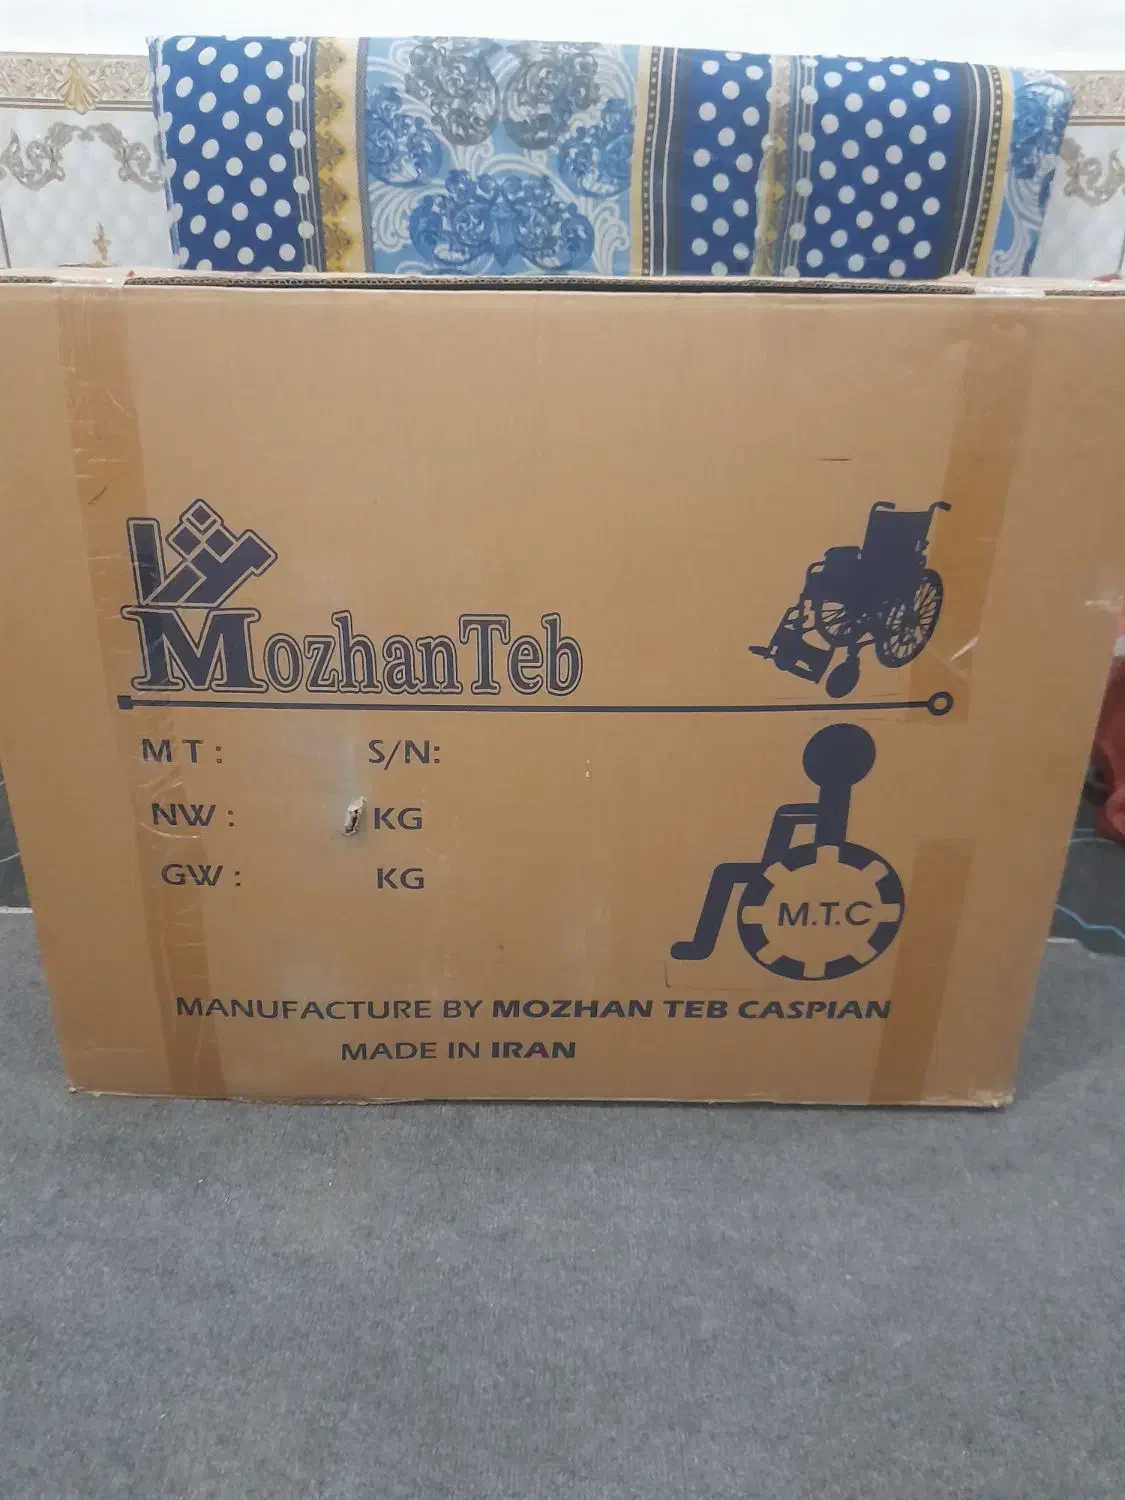 MozhanTeb
MT: S/N:
NW: KG
GW: KG
M.T.C
MANUFACTURE BY MOZHAN TEB CASPIAN
MADE IN IRAN